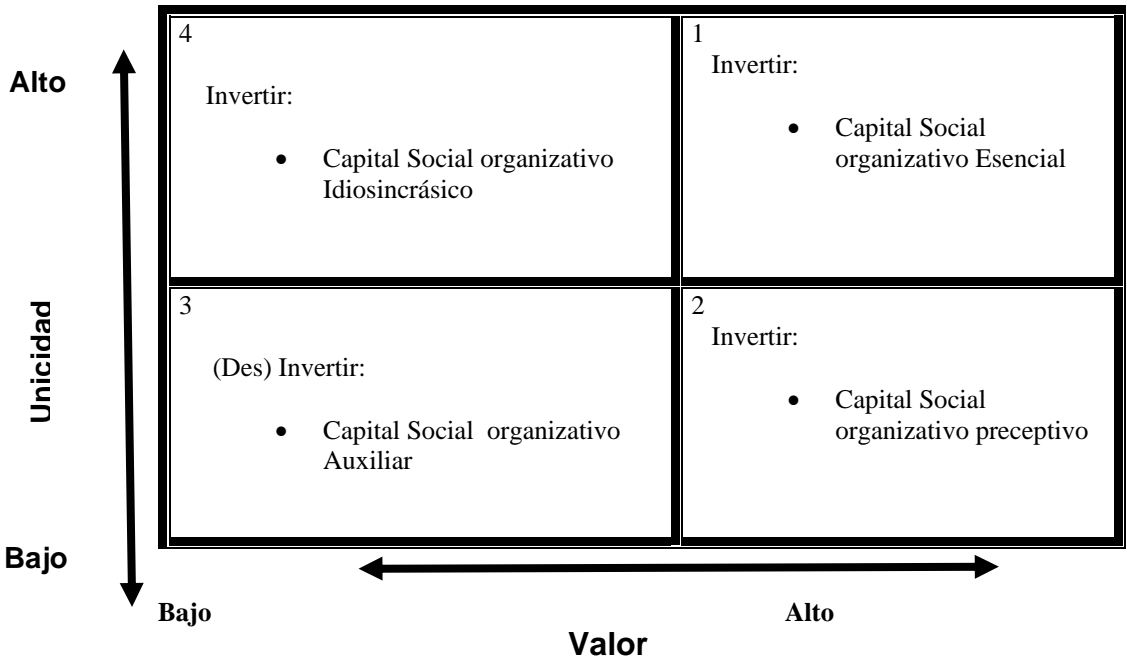 4
Invertir:
• Capital Social organizativo
Idiosincrásico
1
Invertir:
• Capital Social
organizativo Esencial
3
(Des) Invertir:
• Capital Social organizativo
Auxiliar
2
Invertir:
• Capital Social
organizativo preceptivo
Alto
Unicidad
Bajo
Bajo
Alto
Valor